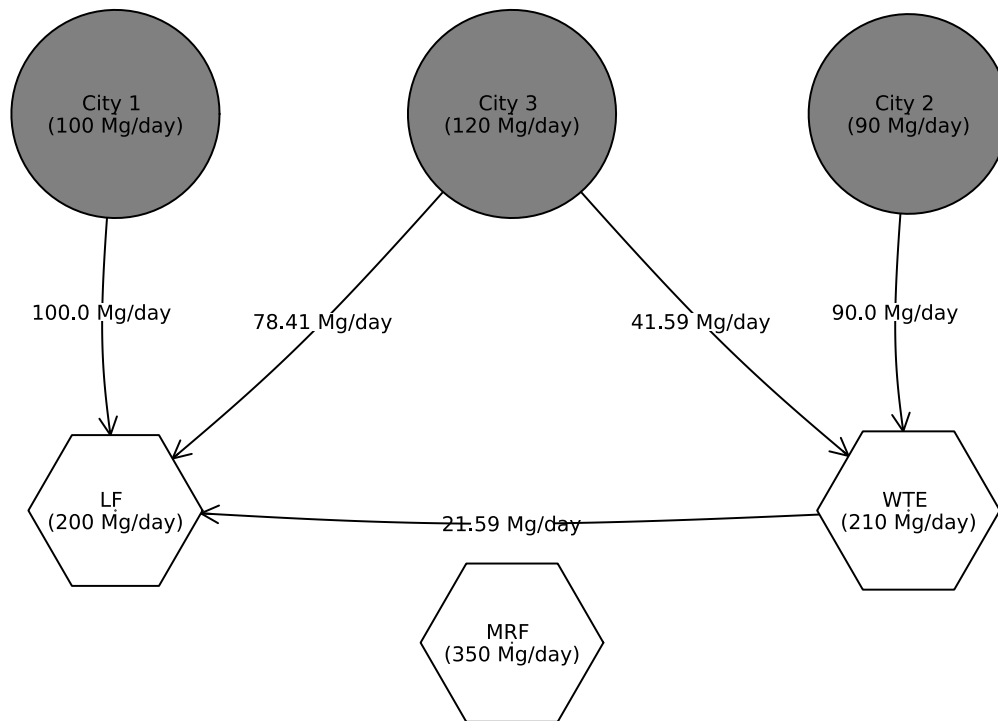 City 1
(100 Mg/day)
City 3
(120 Mg/day)
City 2
(90 Mg/day)
100.0 Mg/day
78.41 Mg/day
41.59 Mg/day
90.0 Mg/day
LF
(200 Mg/day)
WTE
(210 Mg/day)
21.59 Mg/day
MRF
(350 Mg/day)